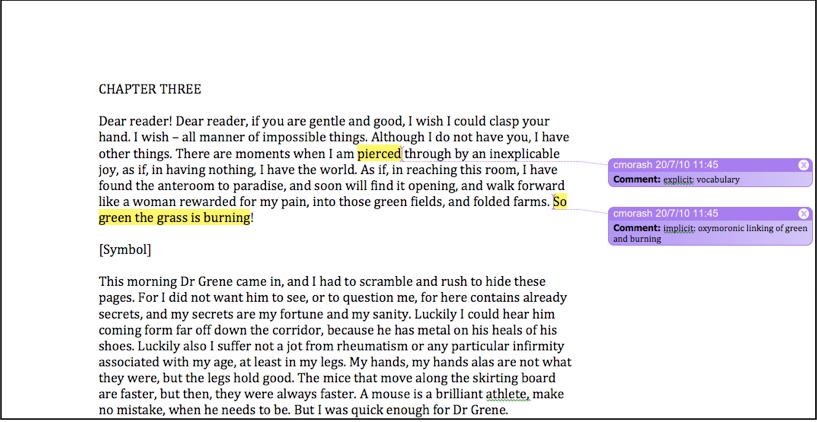 CHAPTER THREE
Dear reader! Dear reader, if you are gentle and good, I wish I could clasp your
hand. I wish – all manner of impossible things. Although I do not have you, I have
other things. There are moments when I am pierced through by an inexplicable
joy, as if, in having nothing, I have the world. As if, in reaching this room, I have
found the anteroom to paradise, and soon will find it opening, and walk forward
like a woman rewarded for my pain, into those green fields, and folded farms. So
green the grass is burning!
[Symbol]
This morning Dr Grene came in, and I had to scramble and rush to hide these
pages. For I did not want him to see, or to question me, for here contains already
secrets, and my secrets are my fortune and my sanity. Luckily I could hear him
coming form far off down the corridor, because he has metal on his heals of his
shoes. Luckily also I suffer not a jot from rheumatism or any particular infirmity
associated with my age, at least in my legs. My hands, my hands alas are not what
they were, but the legs hold good. The mice that move along the skirting board
are faster, but then, they were always faster. A mouse is a brilliant athlete, make
no mistake, when he needs to be. But I was quick enough for Dr Grene.
cmorash 20/7/10 11:45
Comment: explicit: vocabulary
cmorash 20/7/10 11:45
Comment: implicit: oxymoronic linking of green
and burning